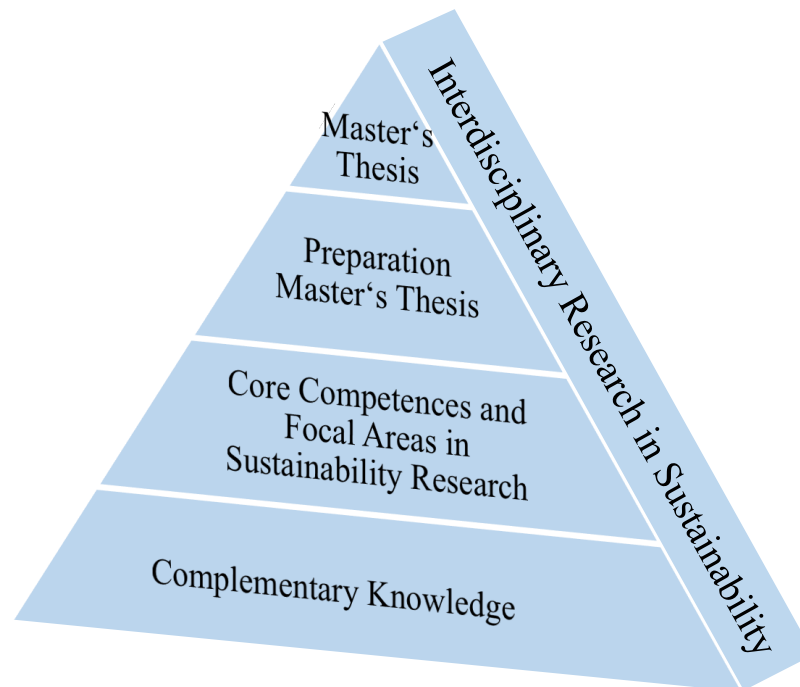 Master‘s
Thesis
Preparation
Master‘s Thesis
Core Competences and
Focal Areas in
Sustainability Research
Complementary Knowledge
Interdisciplinary Research in Sustainability